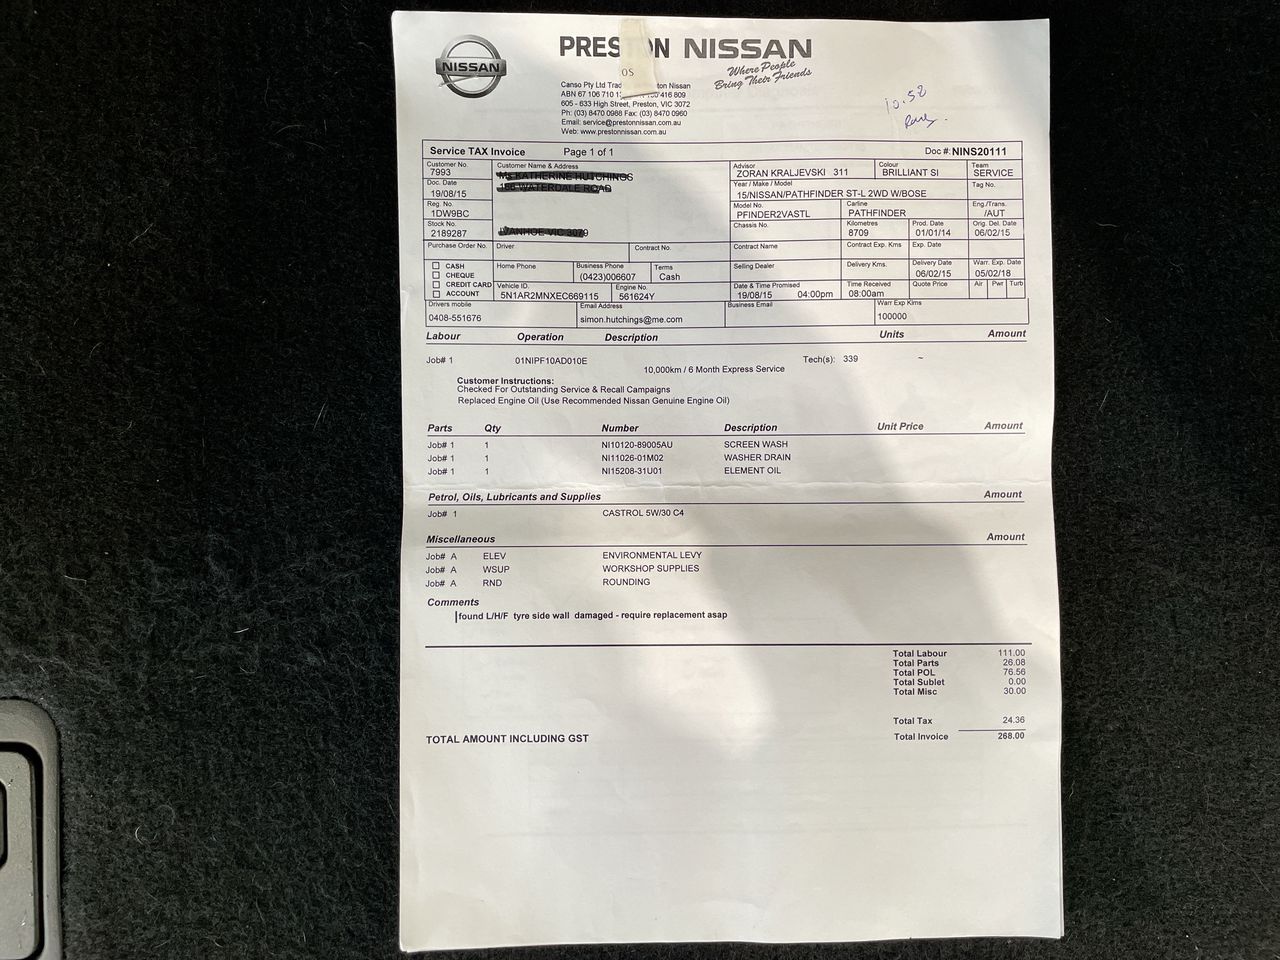 PRES N NISSAN
NISSAN
Where People
Bring Their Friends
OS
Canso Pty Ltd Trad ton Nissan
ABN 67 106 710 1 416 809
605 - 633 High Street, Preston, VIC 3072
Ph: (03) 8470 0988 Fax: (03) 8470 0960
Email: service@prestonnissan.com.au
Web: www.prestonnissan.com.au
10.52
Service TAX Invoice Page 1 of 1 Doc #: NINS20111
Customer No. Customer Name & Address Advisor Colour Team
7993 ZORAN KRALJEVSKI 311 BRILLIANT SI SERVICE
Doc. Date Year / Make / Model Tag No.
19/08/15 15/NISSAN/PATHFINDER ST-L 2WD W/BOSE
Reg. No. Model No. Carline Eng./Trans.
1DW9BC PFINDER2VASTL PATHFINDER /AUT
Stock No. Chassis No. Kilometres Prod. Date Orig. Del. Date
2189287 8709 01/01/14 06/02/15
Purchase Order No. Driver Contract No. Contract Name Contract Exp. Kms Exp. Date
CASH Home Phone Business Phone Terms Selling Dealer Delivery Kms. Delivery Date Warr. Exp. Date
CHEQUE (0423)006607 Cash 06/02/15 05/02/18
CREDIT CARD Vehicle ID. Engine No. Date & Time Promised Time Received Quote Price Air Pwr Turb
ACCOUNT 5N1AR2MNXEC669115 561624Y 19/08/15 04:00pm 08:00am
Drivers mobile Email Address Business Email Warr Exp Klms
0408-551676 simon.hutchings@me.com 100000
Labour Operation Description Units Amount
Job# 1 01NIPF10AD010E Tech(s): 339 ~
10,000km / 6 Month Express Service
Customer Instructions:
Checked For Outstanding Service & Recall Campaigns
Replaced Engine Oil (Use Recommended Nissan Genuine Engine Oil)
Parts Qty Number Description Unit Price Amount
Job# 1 1 NI10120-89005AU SCREEN WASH
Job# 1 1 NI11026-01M02 WASHER DRAIN
Job# 1 1 NI15208-31U01 ELEMENT OIL
Petrol, Oils, Lubricants and Supplies Amount
Job# 1 CASTROL 5W/30 C4
Miscellaneous Amount
Job# A ELEV ENVIRONMENTAL LEVY
Job# A WSUP WORKSHOP SUPPLIES
Job# A RND ROUNDING
Comments
found L/H/F tyre side wall damaged - require replacement asap
Total Labour 111.00
Total Parts 26.08
Total POL 76.56
Total Sublet 0.00
Total Misc 30.00
Total Tax 24.36
TOTAL AMOUNT INCLUDING GST Total Invoice 268.00